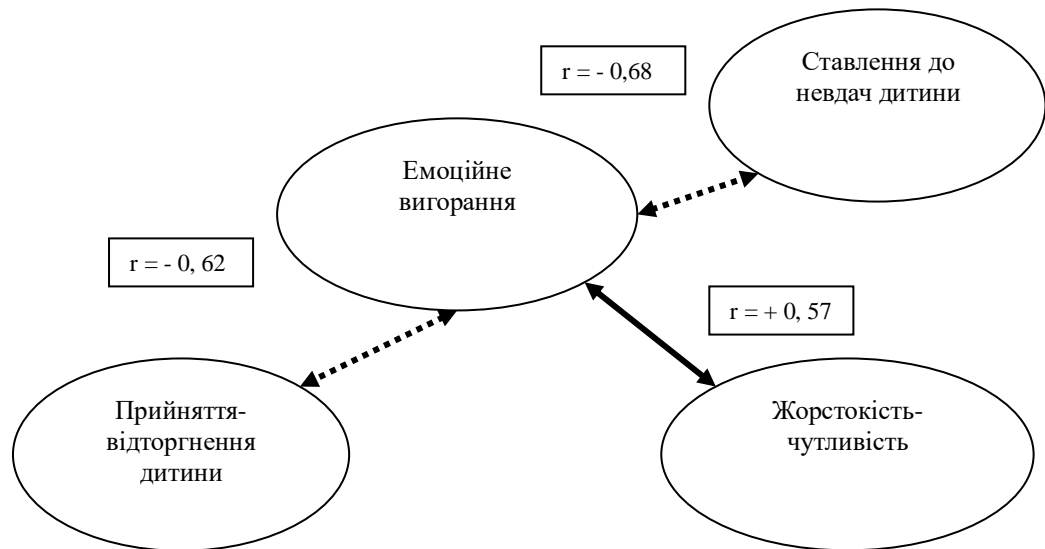 Ставлення до
невдач дитини
r = - 0,68
Емоційне
вигорання
r = - 0, 62
r = + 0, 57
Прийняття-
відторгнення
дитини
Жорстокість-
чутливість